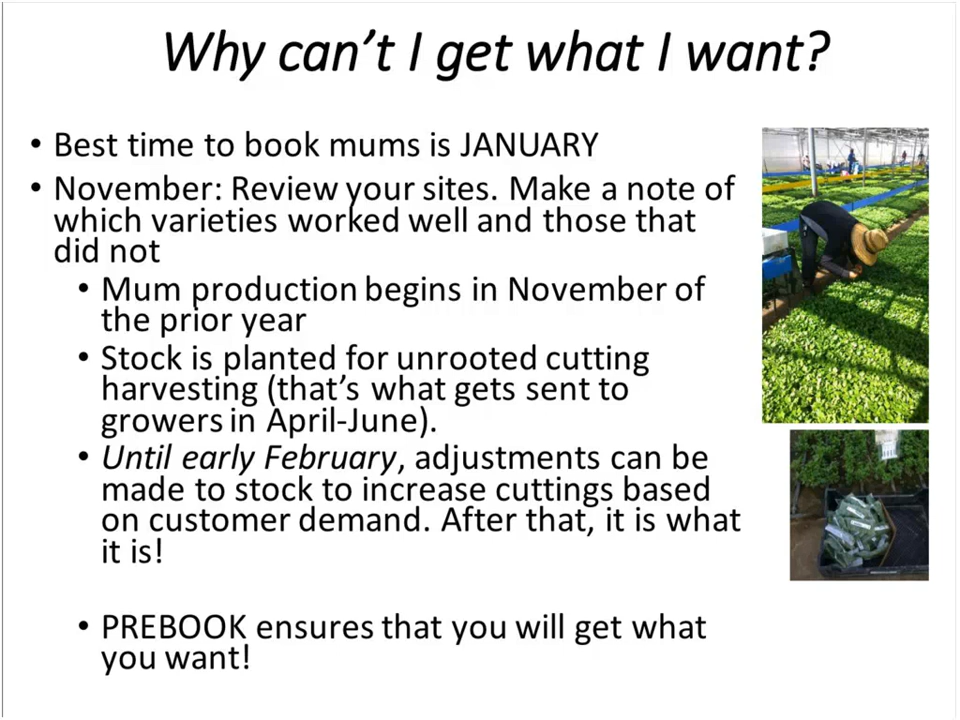 Why can't I get what I want?
• Best time to book mums is JANUARY
• November: Review your sites. Make a note of
which varieties worked well and those that
did not
• Mum production begins in November of
the prior year
• Stock is planted for unrooted cutting
harvesting (that's what gets sent to
growers in April-June).
• Until early February, adjustments can be
made to stock to increase cuttings based
on customer demand. After that, it is what
it is!
• PREBOOK ensures that you will get what
you want!